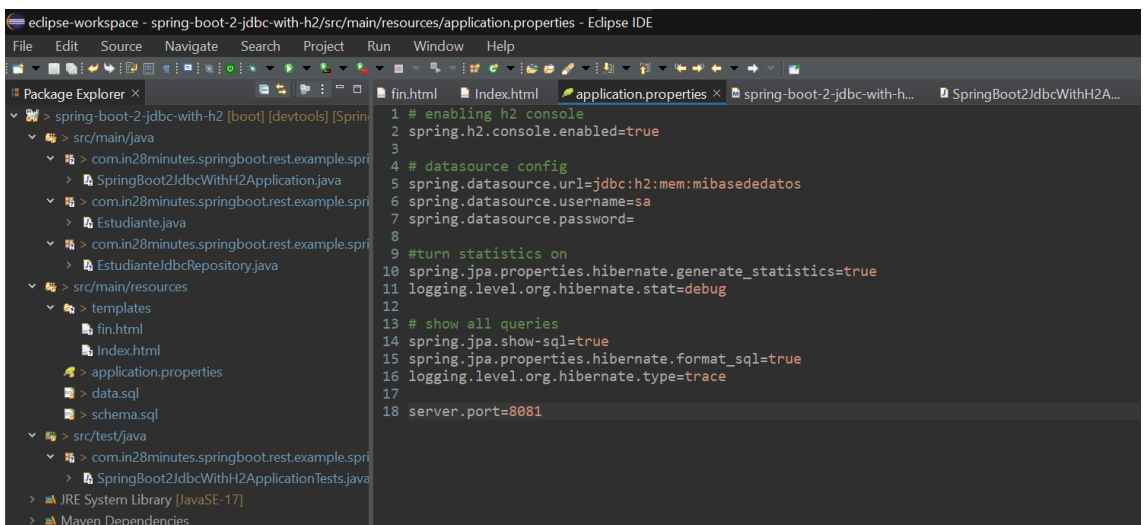 eclipse-workspace - spring-boot-2-jdbc-with-h2/src/main/resources/application.properties - Eclipse IDE
File Edit Source Navigate Search Project Run Window Help
Package Explorer
fin.html Index.html application.properties spring-boot-2-jdbc-with-h... SpringBoot2JdbcWithH2A...
> spring-boot-2-jdbc-with-h2 [boot] [devtools] [Sprin
> src/main/java
> com.in28minutes.springboot.rest.example.spri
> SpringBoot2JdbcWithH2Application.java
> com.in28minutes.springboot.rest.example.spri
> Estudiante.java
> com.in28minutes.springboot.rest.example.spri
> EstudianteJdbcRepository.java
> src/main/resources
> templates
fin.html
Index.html
> application.properties
> data.sql
> schema.sql
> src/test/java
> com.in28minutes.springboot.rest.example.spri
> SpringBoot2JdbcWithH2ApplicationTests.java
> JRE System Library [JavaSE-17]
> Maven Dependencies
1 # enabling h2 console
2 spring.h2.console.enabled=true
3
4 # datasource config
5 spring.datasource.url=jdbc:h2:mem:mibasededatos
6 spring.datasource.username=sa
7 spring.datasource.password=
8
9 #turn statistics on
10 spring.jpa.properties.hibernate.generate_statistics=true
11 logging.level.org.hibernate.stat=debug
12
13 # show all queries
14 spring.jpa.show-sql=true
15 spring.jpa.properties.hibernate.format_sql=true
16 logging.level.org.hibernate.type=trace
17
18 server.port=8081